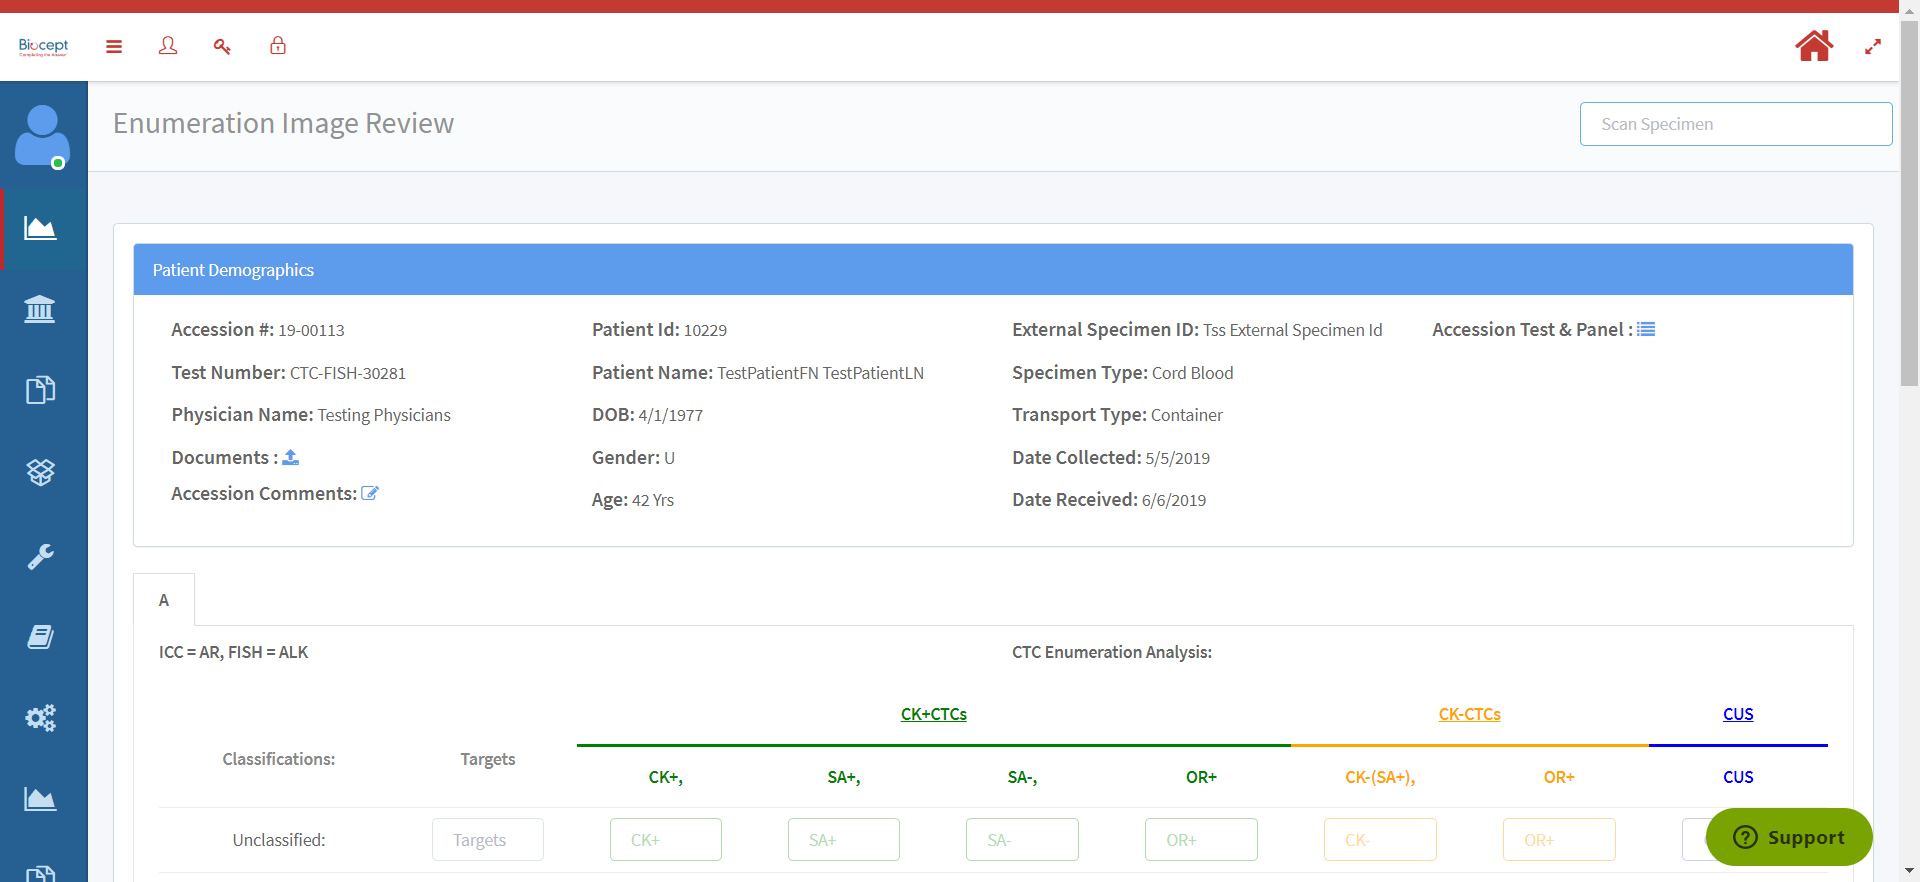 Biocept
Enumeration Image Review
Scan Specimen
Patient Demographics
Accession #: 19-00113
Patient Id: 10229
External Specimen ID: Tss External Specimen Id
Accession Test & Panel :
Test Number: CTC-FISH-30281
Patient Name: TestPatientFN TestPatientLN
Specimen Type: Cord Blood
Physician Name: Testing Physicians
DOB: 4/1/1977
Transport Type: Container
Documents :
Gender: U
Date Collected: 5/5/2019
Accession Comments:
Age: 42 Yrs
Date Received: 6/6/2019
A
ICC = AR, FISH = ALK
CTC Enumeration Analysis:
CK+CTCs
CK-CTCs
CUS
Classifications:
Targets
CK+,
SA+,
SA-,
OR+
CK-(SA+),
OR+
CUS
Unclassified:
Targets
CK+
SA+
SA-
OR+
CK-
OR+
Support